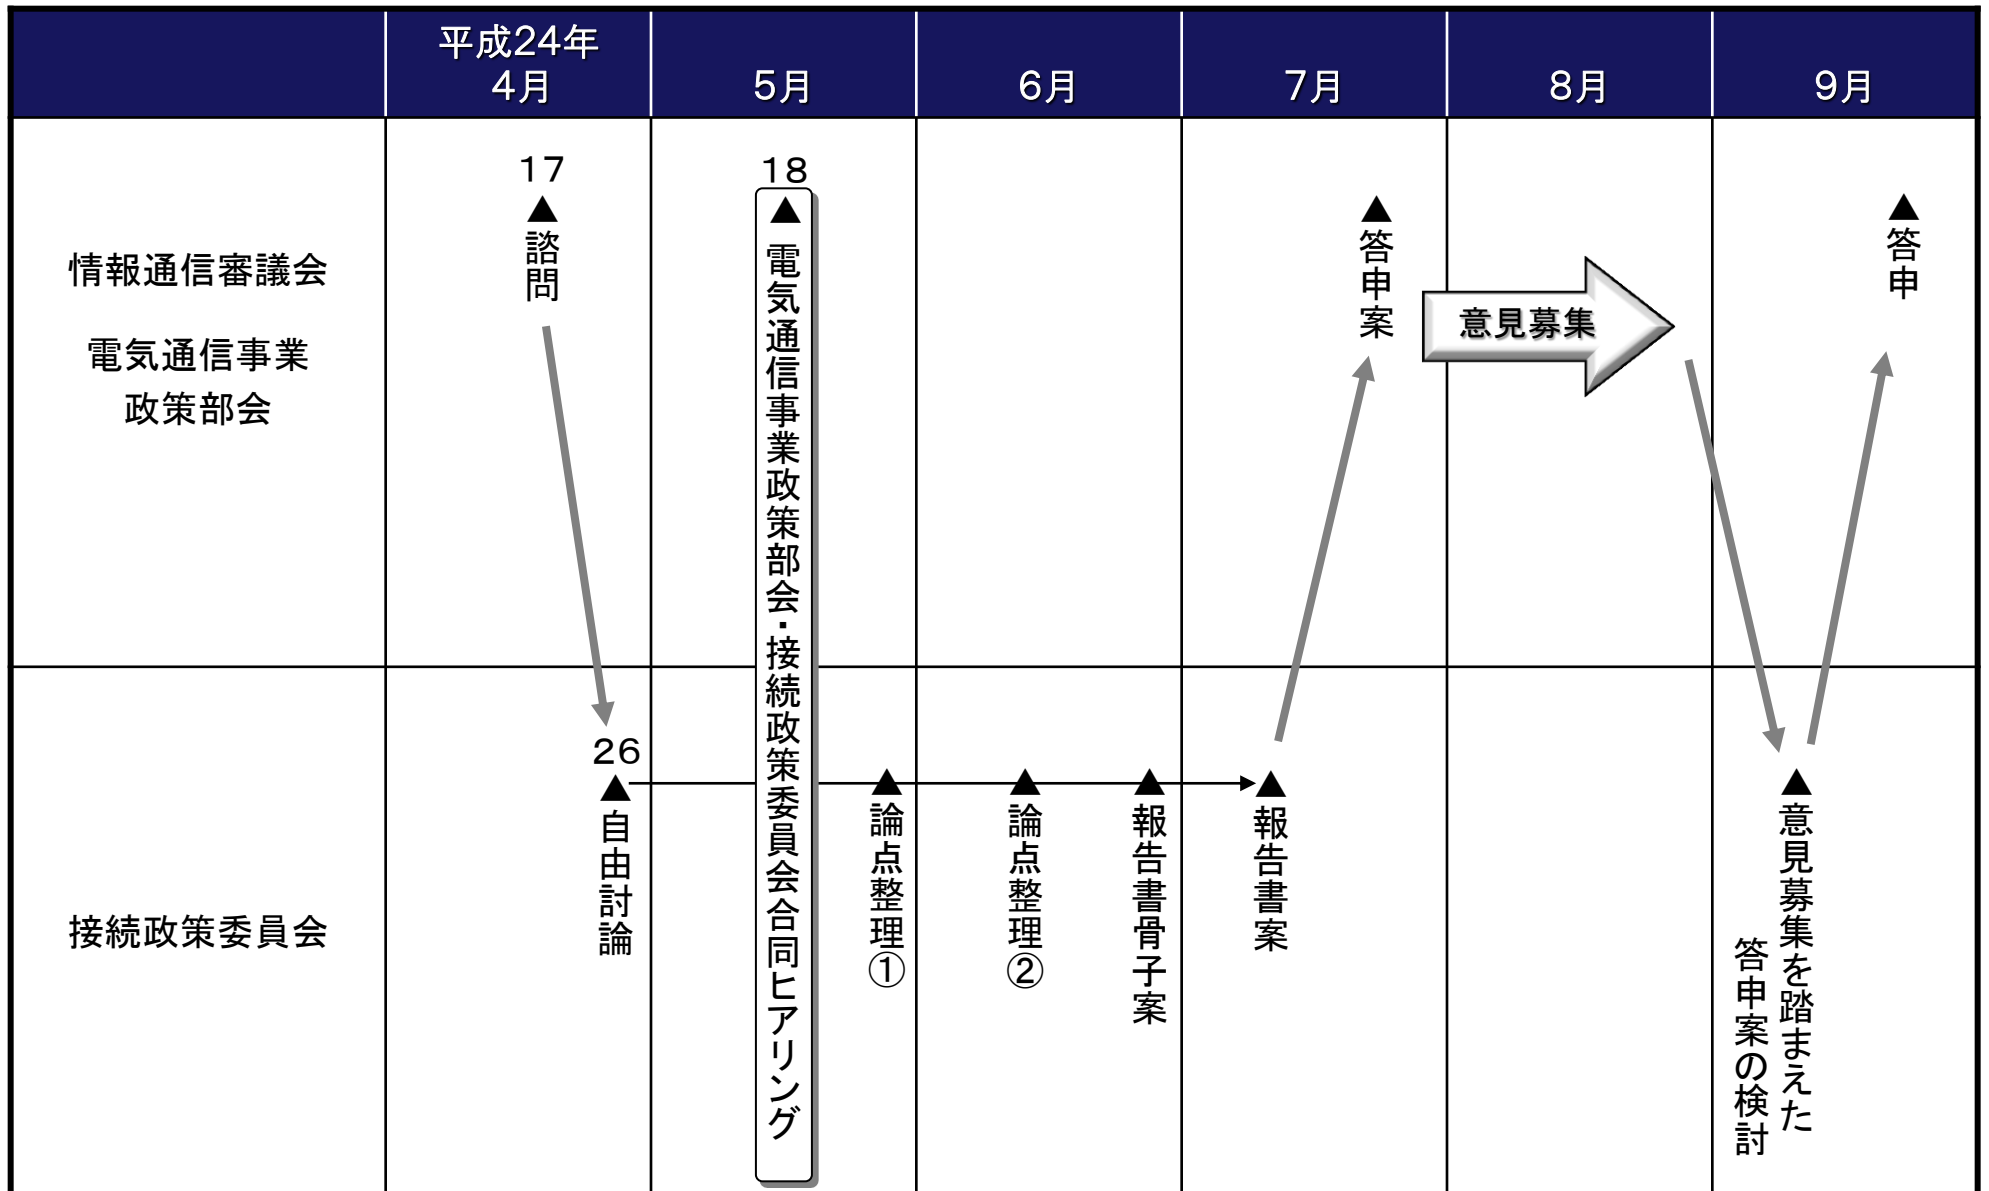 平成24年
4月
5月
6月
7月
8月
9月
情報通信審議会
電気通信事業
政策部会
17
▲諮問
18
▲電気通信事業政策部会・接続政策委員会合同ヒアリング
▲答申案
意見募集
▲答申
接続政策委員会
26
▲自由討論
▲論点整理①
▲論点整理②
▲報告書骨子案
▲報告書案
▲意見募集を踏まえた
答申案の検討